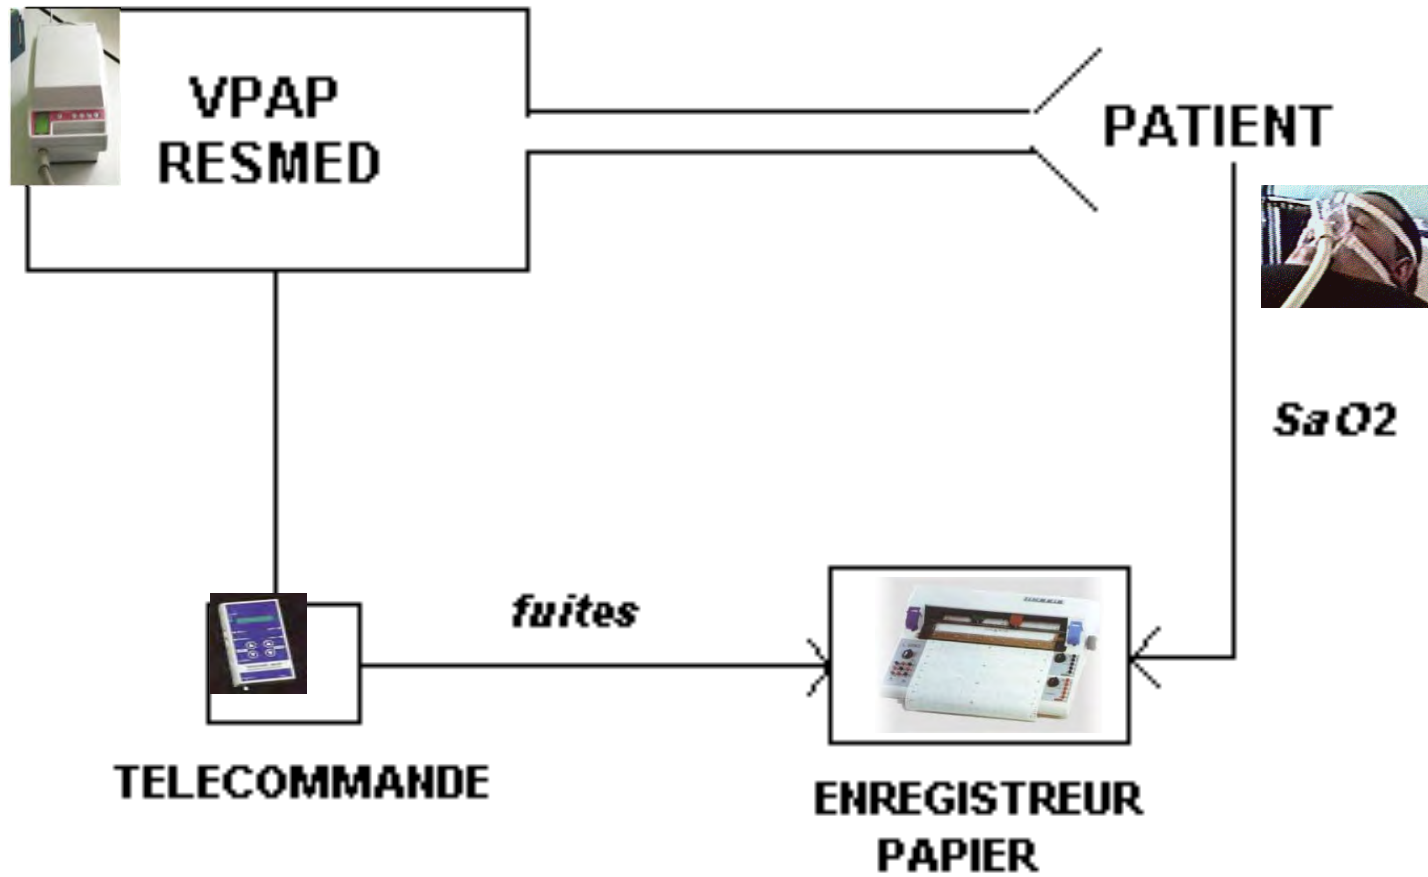 VPAP
RESMED
PATIENT
SaO2
fuites
TELECOMMANDE
ENREGISTREUR
PAPIER